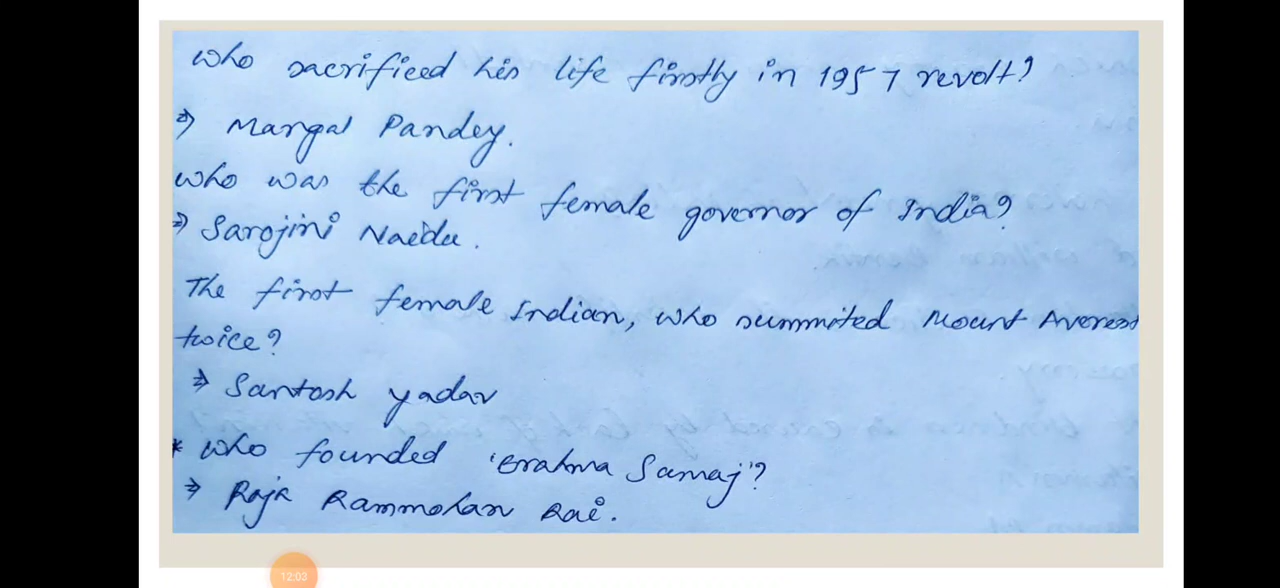 who sacrificed his life firstly in 1957 revolt?
⇒ Mangal Pandey.
who was the first female governor of India?
⇒ Sarojini Naidu.
The first female Indian, who summited Mount Averest
twice?
⇒ Santosh yadav
* who founded 'Brahma Samaj'?
⇒ Raja Rammohan Rai.
12:03